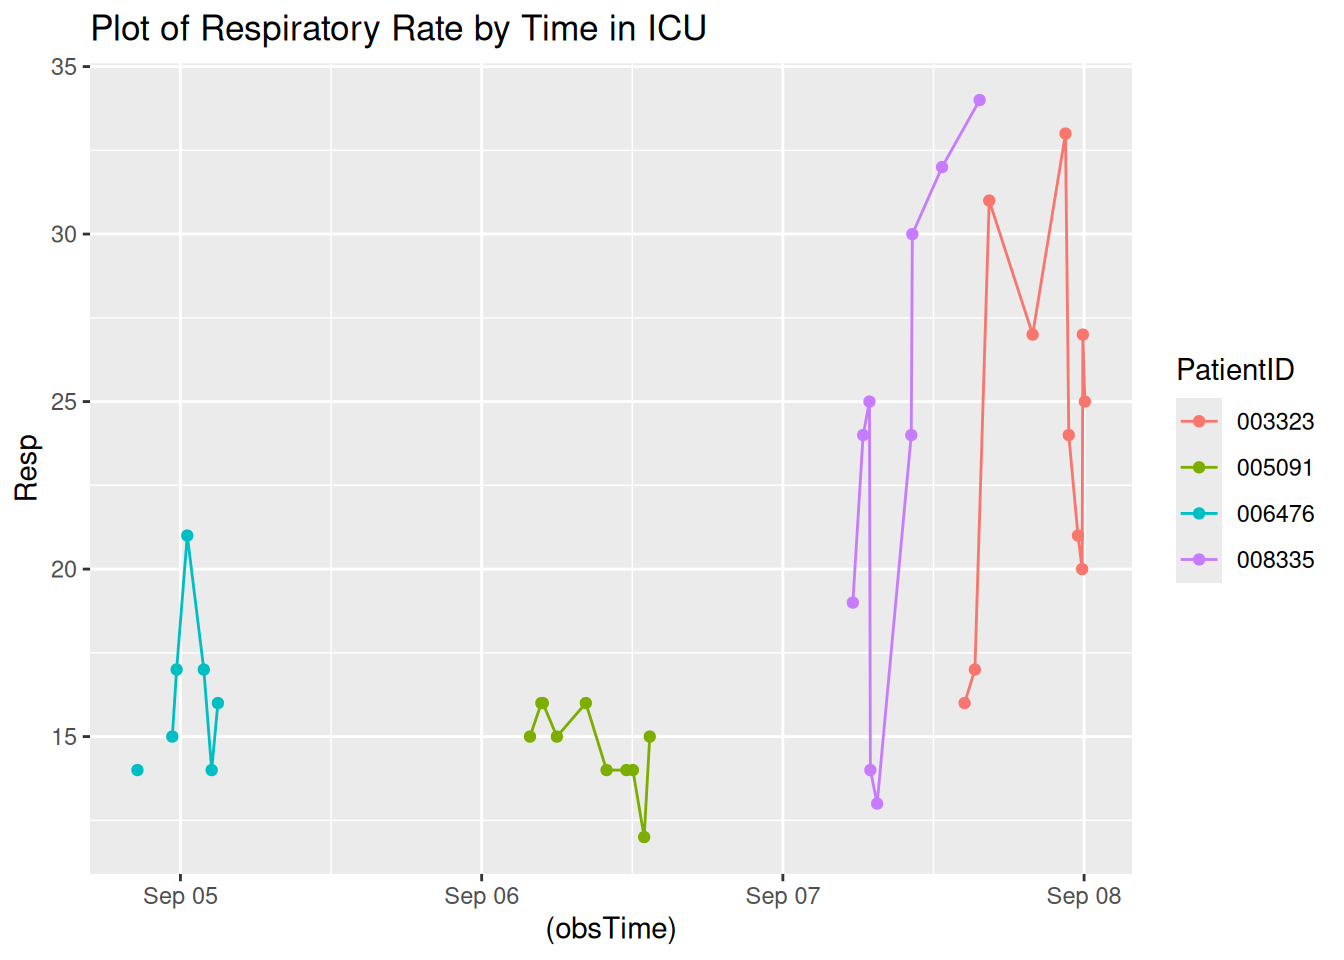 Plot of Respiratory Rate by Time in ICU
35
30
25
20
15
Resp
Sep 05
Sep 06
Sep 07
Sep 08
(obsTime)
PatientID
003323
005091
006476
008335